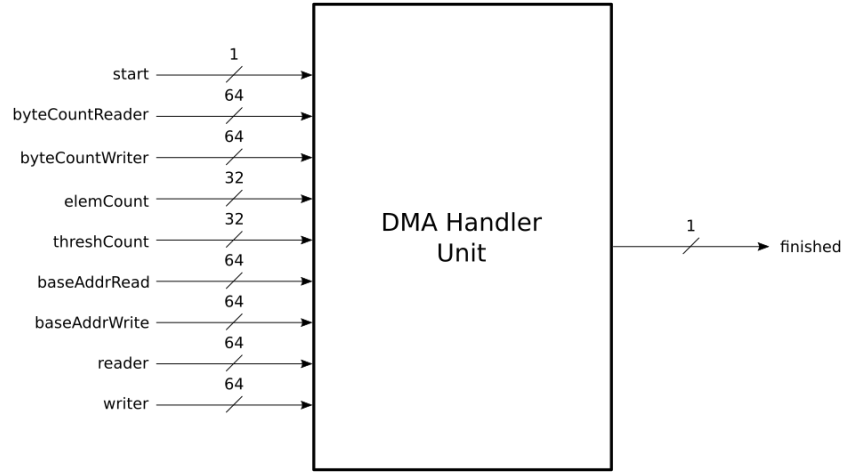 1
start
64
byteCountReader
64
byteCountWriter
32
elemCount
32
threshCount
64
baseAddrRead
64
baseAddrWrite
64
reader
64
writer
DMA Handler
Unit
1
finished